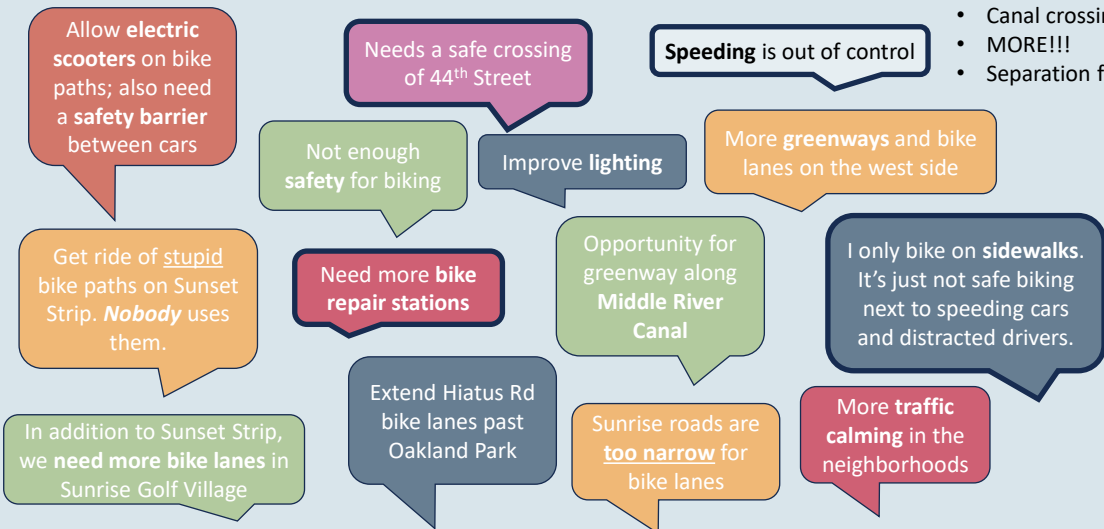 Allow electric
scooters on bike
paths; also need
a safety barrier
between cars
Needs a safe crossing
of 44th Street
Speeding is out of control
• Canal
• MORE!!!
• Separation
Not enough
safety for biking
Improve lighting
More greenways and bike
lanes on the west side
Get ride of stupid
bike paths on Sunset
Strip. Nobody uses
them.
Need more bike
repair stations
Opportunity for
greenway along
Middle River
Canal
I only bike on sidewalks.
It’s just not safe biking
next to speeding cars
and distracted drivers.
In addition to Sunset Strip,
we need more bike lanes in
Sunrise Golf Village
Extend Hiatus Rd
bike lanes past
Oakland Park
Sunrise roads are
too narrow for
bike lanes
More traffic
calming in the
neighborhoods